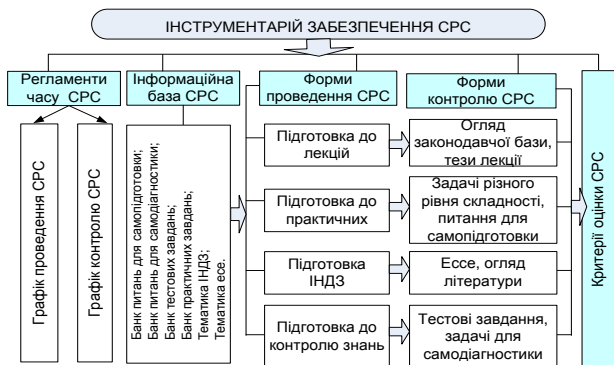 ІНСТРУМЕНТАРІЙ ЗАБЕЗПЕЧЕННЯ СРС
Регламенти
часу СРС
Інформаційна
база СРС
Форми
проведення СРС
Форми
контролю СРС
Графік проведення СРС
Графік контролю СРС
Банк питань для самопідготовки;
Банк питань для самодіагностики;
Банк тестових завдань;
Банк практичних завдань;
Тематика ІНДЗ;
Тематика есе.
Підготовка до
лекцій
Огляд
законодавчої бази,
тези лекції
Підготовка до
практичних
Задачі різного
рівня складності,
питання для
самопідготовки
Підготовка
ІНДЗ
Ессе, огляд
літератури
Підготовка до
контролю знань
Тестові завдання,
задачі для
самодіагностики
Критерії оцінки СРС